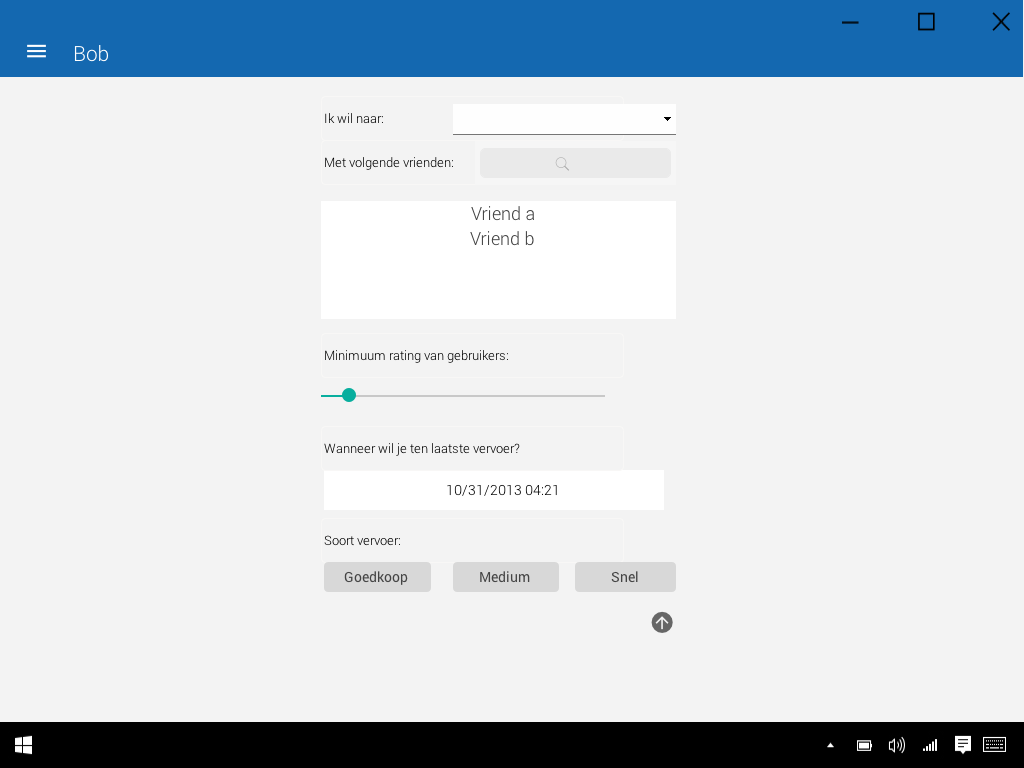 Bob
Ik wil naar:
Met volgende vrienden:
Vriend a
Vriend b
Minimuum rating van gebruikers:
Wanneer wil je ten laatste vervoer?
10/31/2013 04:21
Soort vervoer:
Goedkoop Medium Snel